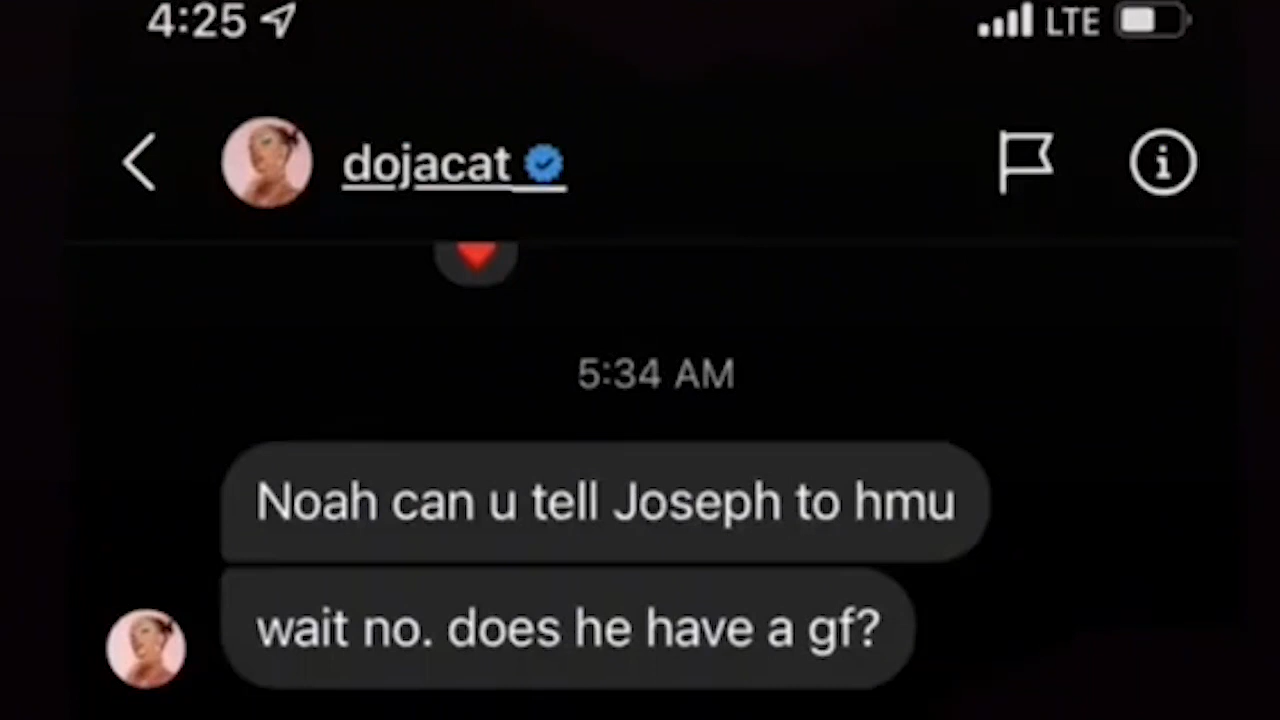 4:25 LTE
dojacat
5:34 AM
Noah can u tell Joseph to hmu
wait no. does he have a gf?